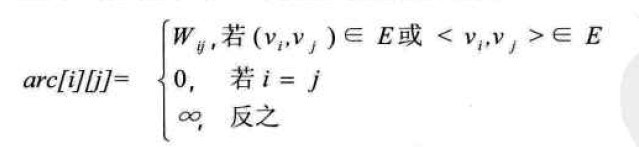 W_ij, 若 (v_i,v_j) ∈ E 或 < v_i,v_j > ∈ E
arc[i][j]= { 0, 若 i = j
∞, 反之